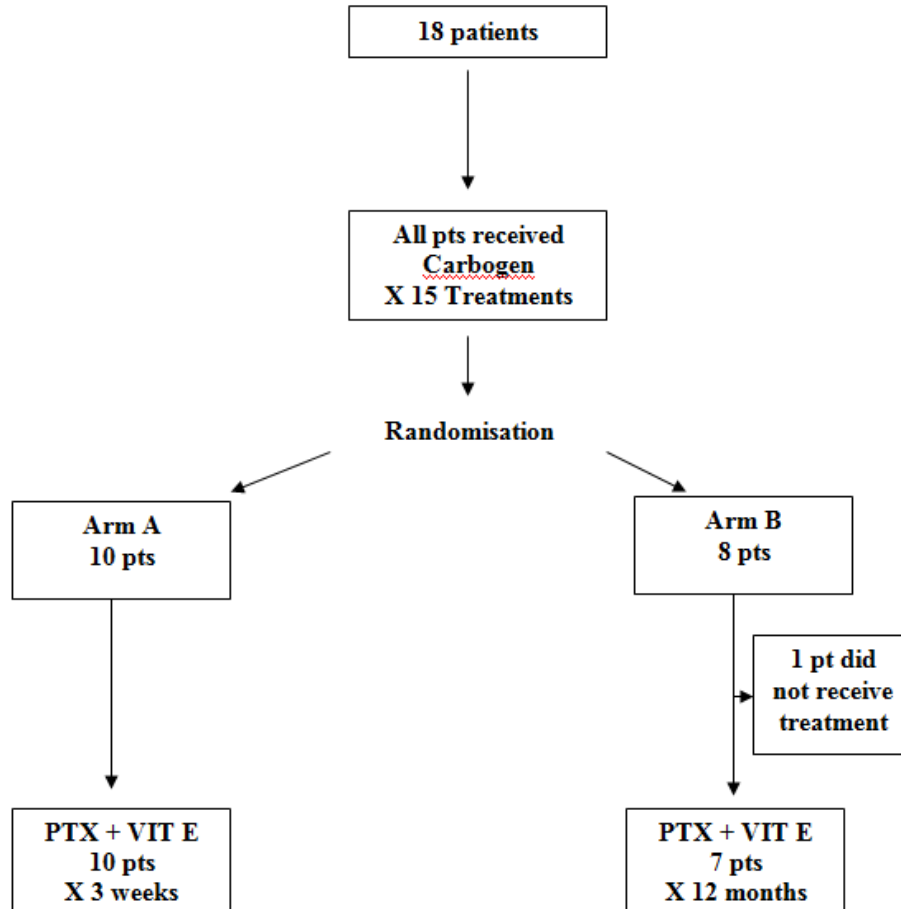 18 patients
All pts received
Carbogen
X 15 Treatments
Randomisation
Arm A
10 pts
Arm B
8 pts
1 pt did
not receive
treatment
PTX + VIT E
10 pts
X 3 weeks
PTX + VIT E
7 pts
X 12 months